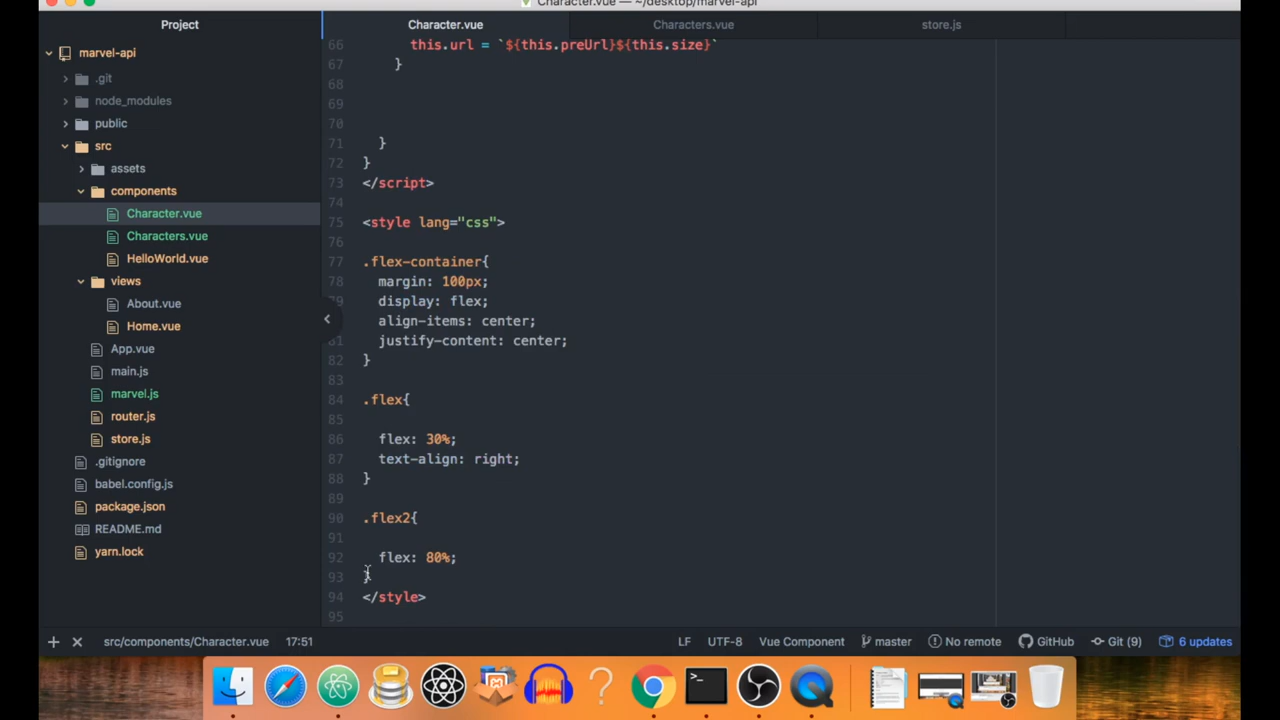 Character.vue — ~/desktop/marvel-api
Project
Character.vue
Characters.vue
store.js
marvel-api
.git
node_modules
public
src
assets
components
Character.vue
Characters.vue
HelloWorld.vue
views
About.vue
Home.vue
App.vue
main.js
marvel.js
router.js
store.js
.gitignore
babel.config.js
package.json
README.md
yarn.lock
66 this.url = `${this.preUrl}${this.size}`
67 }
68
69
70
71 }
72 }
73 </script>
74
75 <style lang="css">
76
77 .flex-container{
78 margin: 100px;
79 display: flex;
80 align-items: center;
81 justify-content: center;
82 }
83
84 .flex{
85
86 flex: 30%;
87 text-align: right;
88 }
89
90 .flex2{
91
92 flex: 80%;
93 }
94 </style>
95
src/components/Character.vue 17:51 LF UTF-8 Vue Component master No remote GitHub Git (9) 6 updates